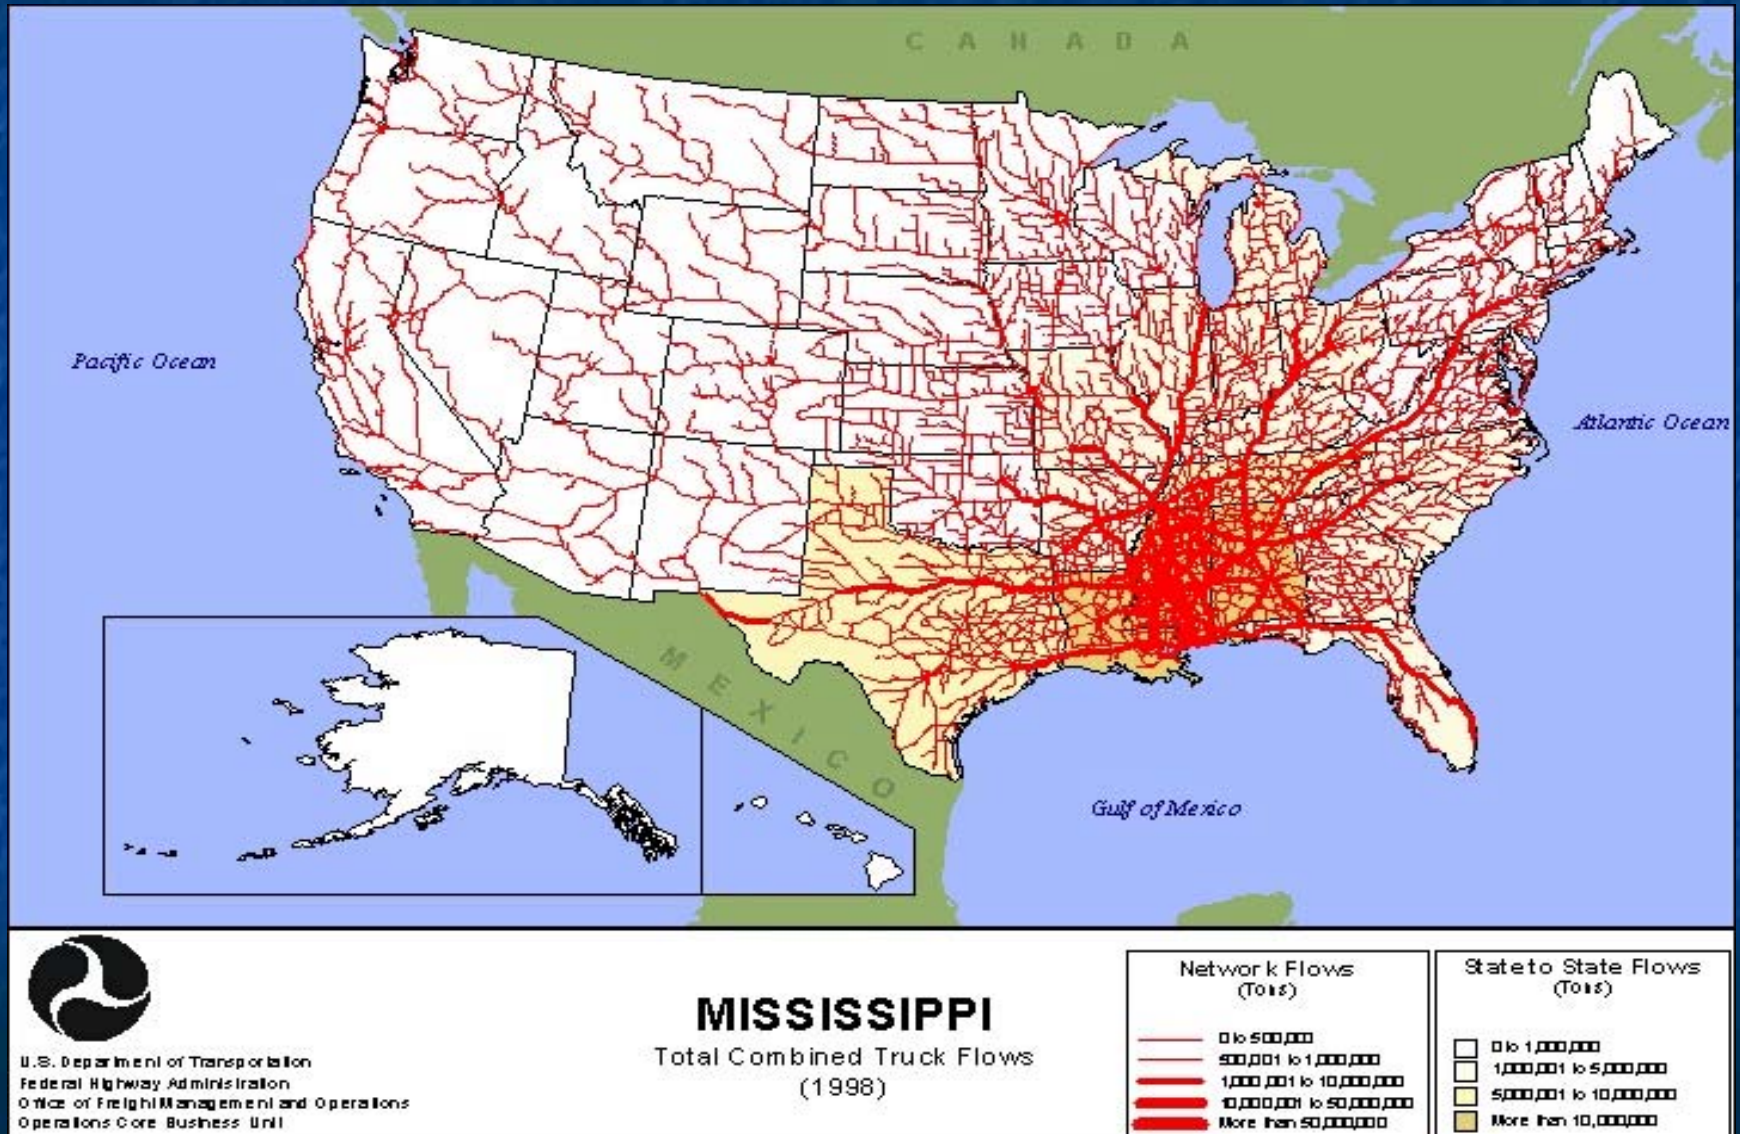 CANADA
Pacific Ocean
Atlantic Ocean
MEXICO
Gulf of Mexico
U.S. Department of Transportation
Federal Highway Administration
Office of Freight Management and Operations
Operations Core Business Unit
MISSISSIPPI
Total Combined Truck Flows
(1998)
Network Flows
(Tons)
0 to 500,000
500,001 to 1,000,000
1,000,001 to 10,000,000
10,000,001 to 50,000,000
More than 50,000,000
State to State Flows
(Tons)
0 to 1,000,000
1,000,001 to 5,000,000
5,000,001 to 10,000,000
More than 10,000,000